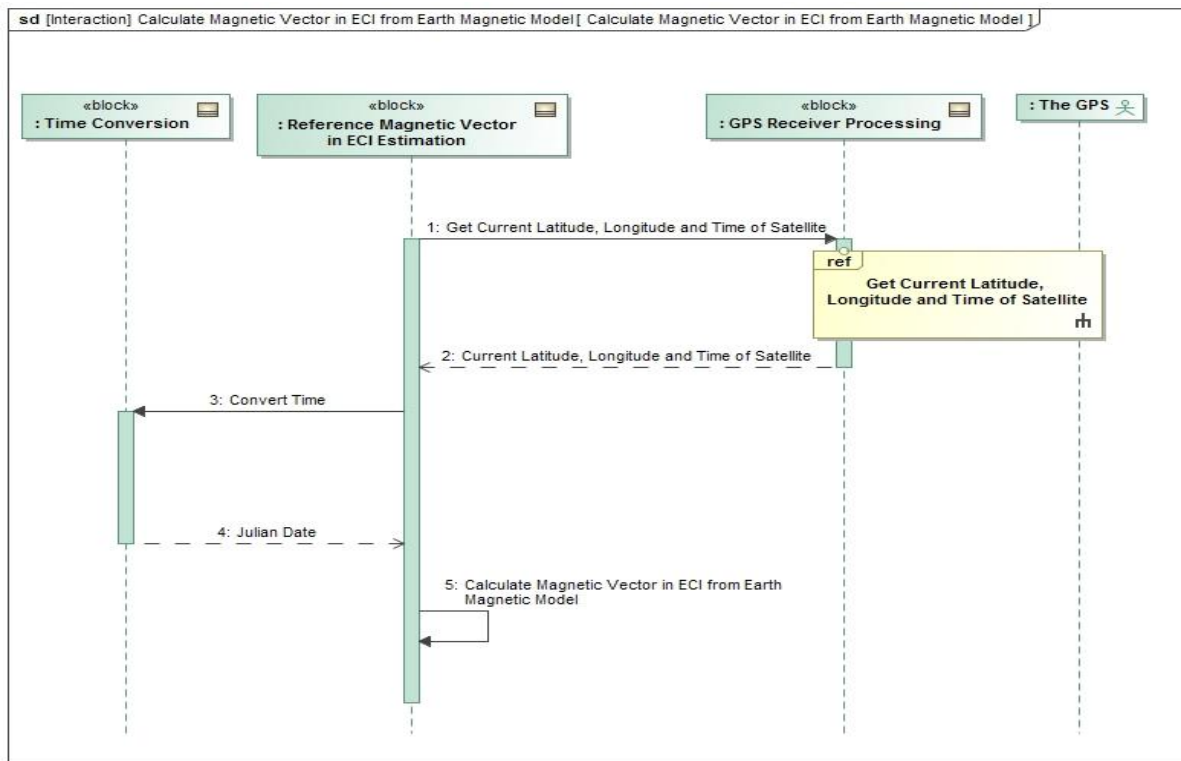 sd [Interaction] Calculate Magnetic Vector in ECI from Earth Magnetic Model[ Calculate Magnetic Vector in ECI from Earth Magnetic Model ]
«block»
: Time Conversion
«block»
: Reference Magnetic Vector
in ECI Estimation
«block»
: GPS Receiver Processing
: The GPS
1: Get Current Latitude, Longitude and Time of Satellite
ref
Get Current Latitude,
Longitude and Time of Satellite
2: Current Latitude, Longitude and Time of Satellite
3: Convert Time
4: Julian Date
5: Calculate Magnetic Vector in ECI from Earth
Magnetic Model